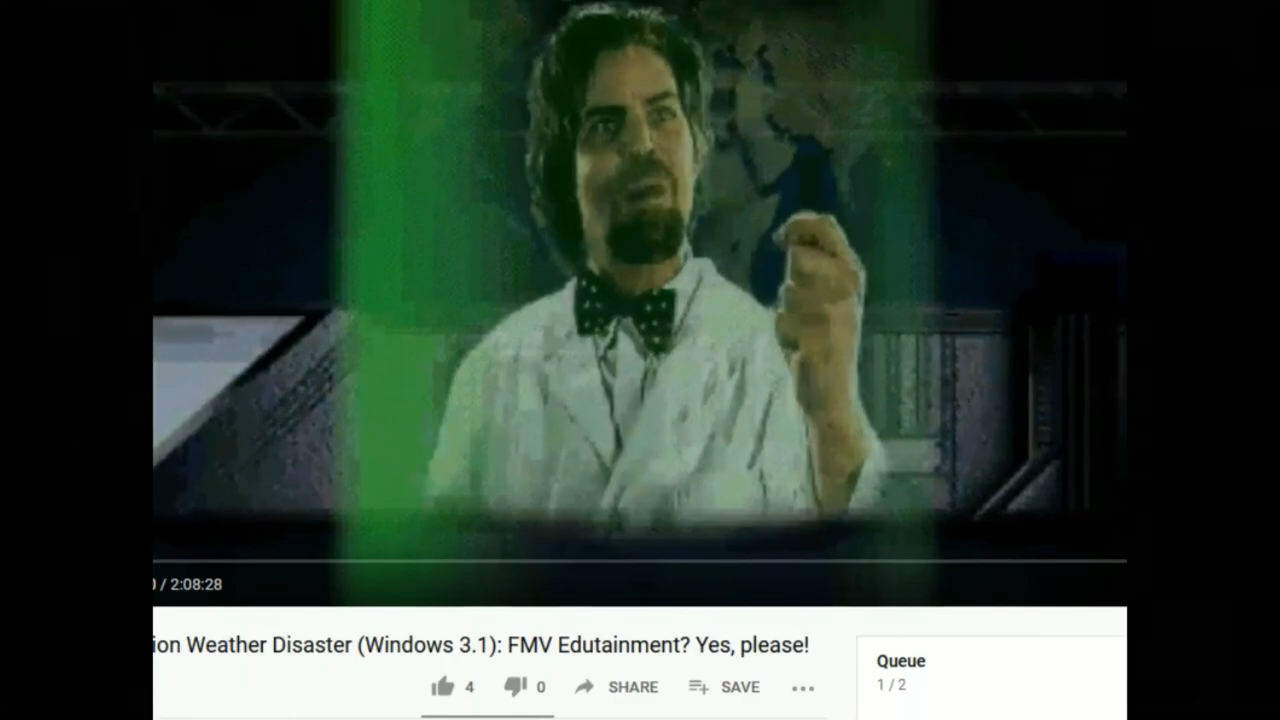 / 2:08:28
ion Weather Disaster (Windows 3.1): FMV Edutainment? Yes, please!
4 0 SHARE SAVE
Queue
1 / 2